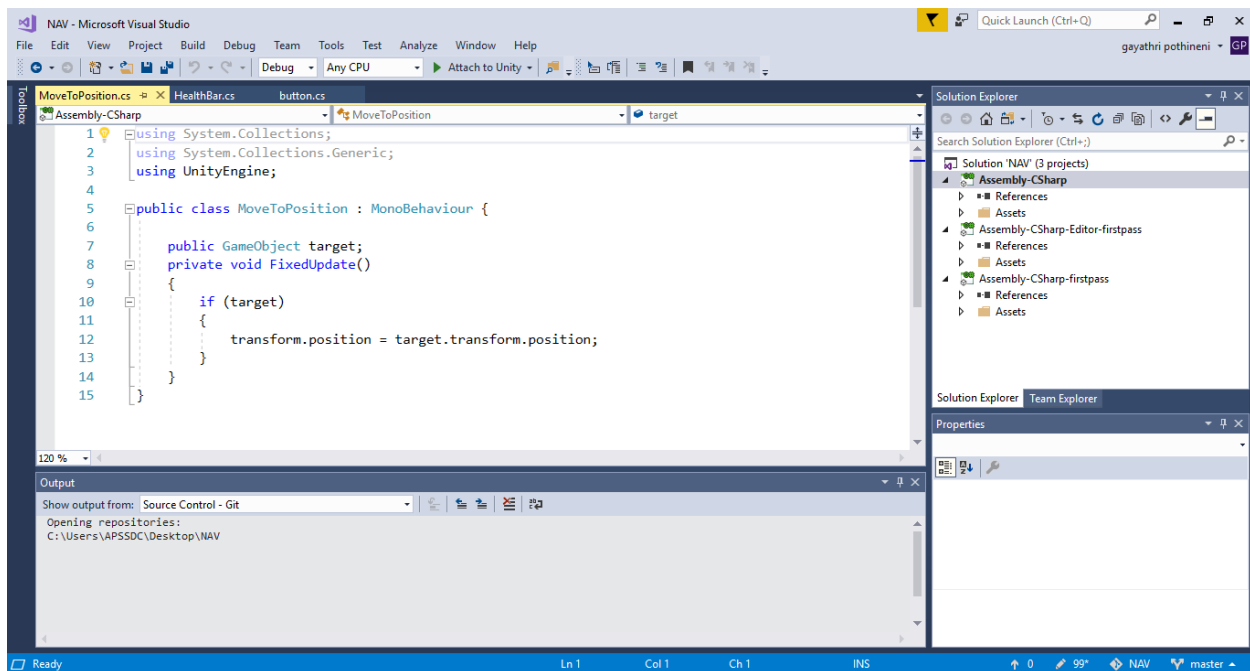 NAV - Microsoft Visual Studio
Quick Launch (Ctrl+Q)
File Edit View Project Build Debug Team Tools Test Analyze Window Help
gayathri pothineni GP
Debug Any CPU Attach to Unity
Toolbox
MoveToPosition.cs HealthBar.cs button.cs
Assembly-CSharp MoveToPosition target
1 using System.Collections;
2 using System.Collections.Generic;
3 using UnityEngine;
4
5 public class MoveToPosition : MonoBehaviour {
6
7 public GameObject target;
8 private void FixedUpdate()
9 {
10 if (target)
11 {
12 transform.position = target.transform.position;
13 }
14 }
15 }
120 %
Output
Show output from: Source Control - Git
Opening repositories:
C:\Users\APSSDC\Desktop\NAV
Solution Explorer
Search Solution Explorer (Ctrl+;)
Solution 'NAV' (3 projects)
Assembly-CSharp
References
Assets
Assembly-CSharp-Editor-firstpass
References
Assets
Assembly-CSharp-firstpass
References
Assets
Solution Explorer Team Explorer
Properties
Ready Ln 1 Col 1 Ch 1 INS 0 99* NAV master